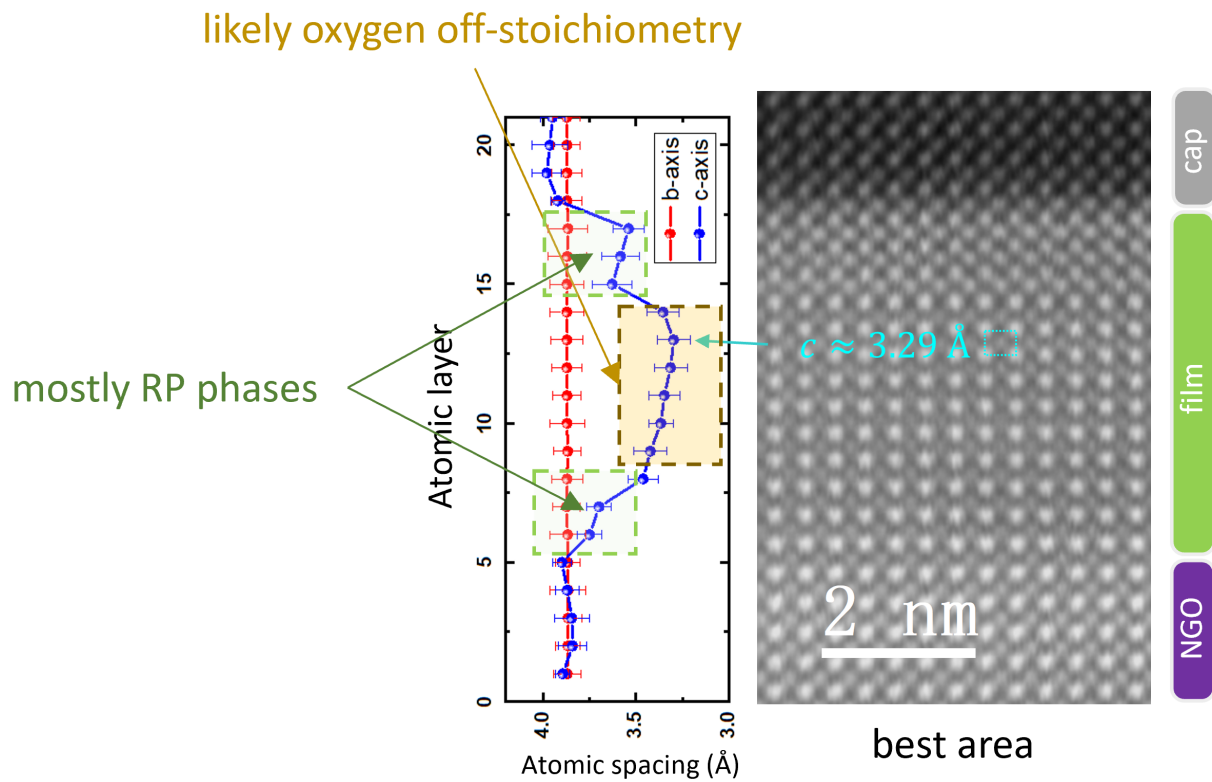 likely oxygen off-stoichiometry
mostly RP phases
Atomic layer
0
5
10
15
20
4.0
3.5
3.0
Atomic spacing (Å)
b-axis
c-axis
c ≈ 3.29 Å
2 nm
best area
cap
film
NGO